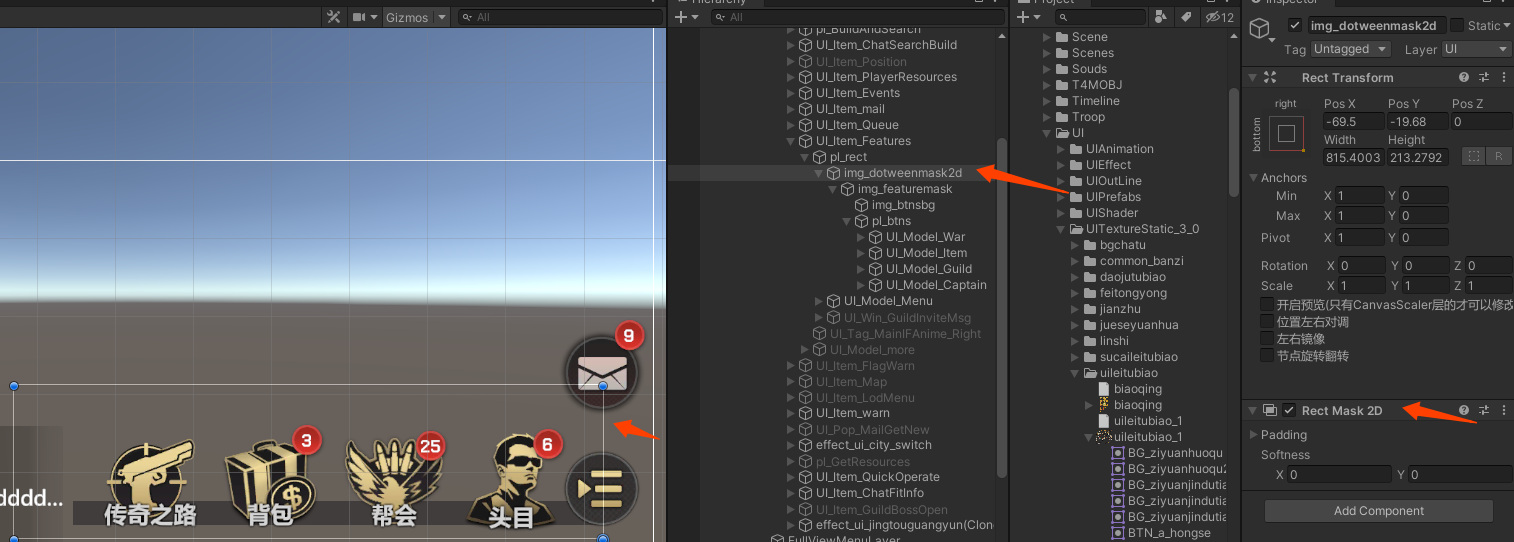 Hierarchy
Project
Inspector
Gizmos
All
All
12
pl_BuildAndSearch
UI_Item_ChatSearchBuild
UI_Item_Position
UI_Item_PlayerResources
UI_Item_Events
UI_Item_mail
UI_Item_Queue
UI_Item_Features
pl_rect
img_dotweenmask2d
img_featuremask
img_btnsbg
pl_btns
UI_Model_War
UI_Model_Item
UI_Model_Guild
UI_Model_Captain
UI_Model_Menu
UI_Win_GuildInviteMsg
UI_Tag_MainIFAnime_Right
UI_Model_more
UI_Item_FlagWarn
UI_Item_Map
UI_Item_LodMenu
UI_Item_warn
UI_Pop_MailGetNew
effect_ui_city_switch
pl_GetResources
UI_Item_QuickOperate
UI_Item_ChatFitInfo
UI_Item_GuildBossOpen
effect_ui_jingtouguangyun(Clone
FullViewMenuLayer
Scene
Scenes
Souds
T4MOBJ
Timeline
Troop
UI
UIAnimation
UIEffect
UIOutLine
UIPrefabs
UIShader
UITextureStatic_3_0
bgchatu
common_banzi
daojutubiao
feitongyong
jianzhu
jueseyuanhua
linshi
sucaileitubiao
uileitubiao
biaoqing
biaoqing
uileitubiao_1
uileitubiao_1
BG_ziyuanhuoqu
BG_ziyuanhuoqu2
BG_ziyuanjindutia
BG_ziyuanjindutia
BG_ziyuanjindutia
BTN_a_hongse
img_dotweenmask2d
Static
Tag Untagged Layer UI
Rect Transform
right
bottom
Pos X Pos Y Pos Z
-69.5 -19.68 0
Width Height
815.4003 213.2792
R
Anchors
Min X 1 Y 0
Max X 1 Y 0
Pivot X 1 Y 0
Rotation X 0 Y 0 Z 0
Scale X 1 Y 1 Z 1
开启预览(只有CanvasScaler层的才可以修改
位置左右对调
左右镜像
节点旋转翻转
Rect Mask 2D
Padding
Softness
X 0 Y 0
Add Component
9
3
25
6
dddd...
传奇之路
背包
帮会
头目